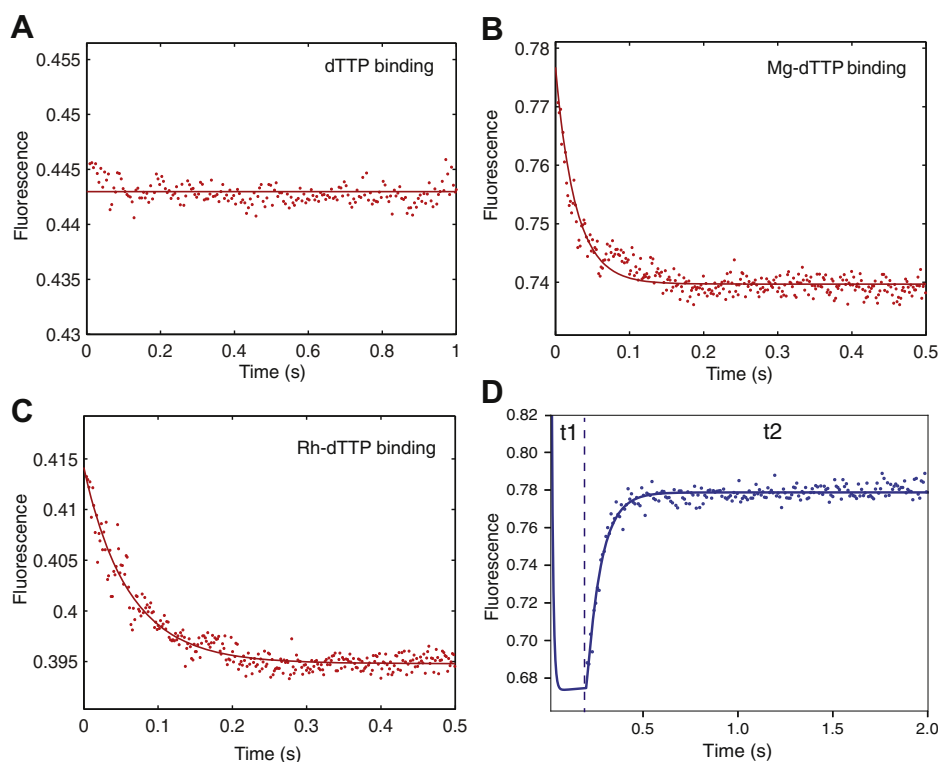 A
dTTP binding
Fluorescence
0.455
0.45
0.445
0.44
0.435
0.43
0 0.2 0.4 0.6 0.8 1
Time (s)
B
Mg-dTTP binding
Fluorescence
0.78
0.77
0.76
0.75
0.74
0 0.1 0.2 0.3 0.4 0.5
Time (s)
C
Rh-dTTP binding
Fluorescence
0.415
0.41
0.405
0.4
0.395
0 0.1 0.2 0.3 0.4 0.5
Time (s)
D
t1 t2
Fluorescence
0.82
0.80
0.78
0.76
0.74
0.72
0.70
0.68
0.5 1.0 1.5 2.0
Time (s)